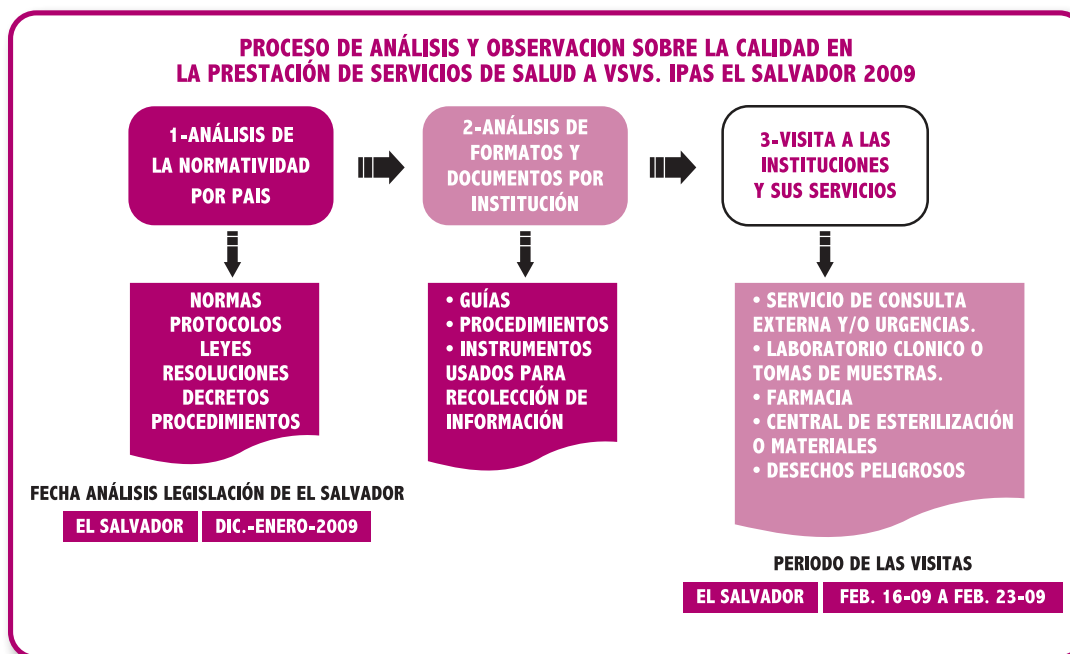 PROCESO DE ANÁLISIS Y OBSERVACION SOBRE LA CALIDAD EN
LA PRESTACIÓN DE SERVICIOS DE SALUD A VSVS. IPAS EL SALVADOR 2009
1-ANÁLISIS DE
LA NORMATIVIDAD
POR PAIS
2-ANÁLISIS DE
FORMATOS Y
DOCUMENTOS POR
INSTITUCIÓN
3-VISITA A LAS
INSTITUCIONES
Y SUS SERVICIOS
NORMAS
PROTOCOLOS
LEYES
RESOLUCIONES
DECRETOS
PROCEDIMIENTOS
• GUÍAS
• PROCEDIMIENTOS
• INSTRUMENTOS
USADOS PARA
RECOLECCIÓN DE
INFORMACIÓN
• SERVICIO DE CONSULTA
EXTERNA Y/O URGENCIAS.
• LABORATORIO CLONICO O
TOMAS DE MUESTRAS.
• FARMACIA
• CENTRAL DE ESTERILIZACIÓN
O MATERIALES
• DESECHOS PELIGROSOS
FECHA ANÁLISIS LEGISLACIÓN DE EL SALVADOR
EL SALVADOR DIC.-ENERO-2009
PERIODO DE LAS VISITAS
EL SALVADOR FEB. 16-09 A FEB. 23-09